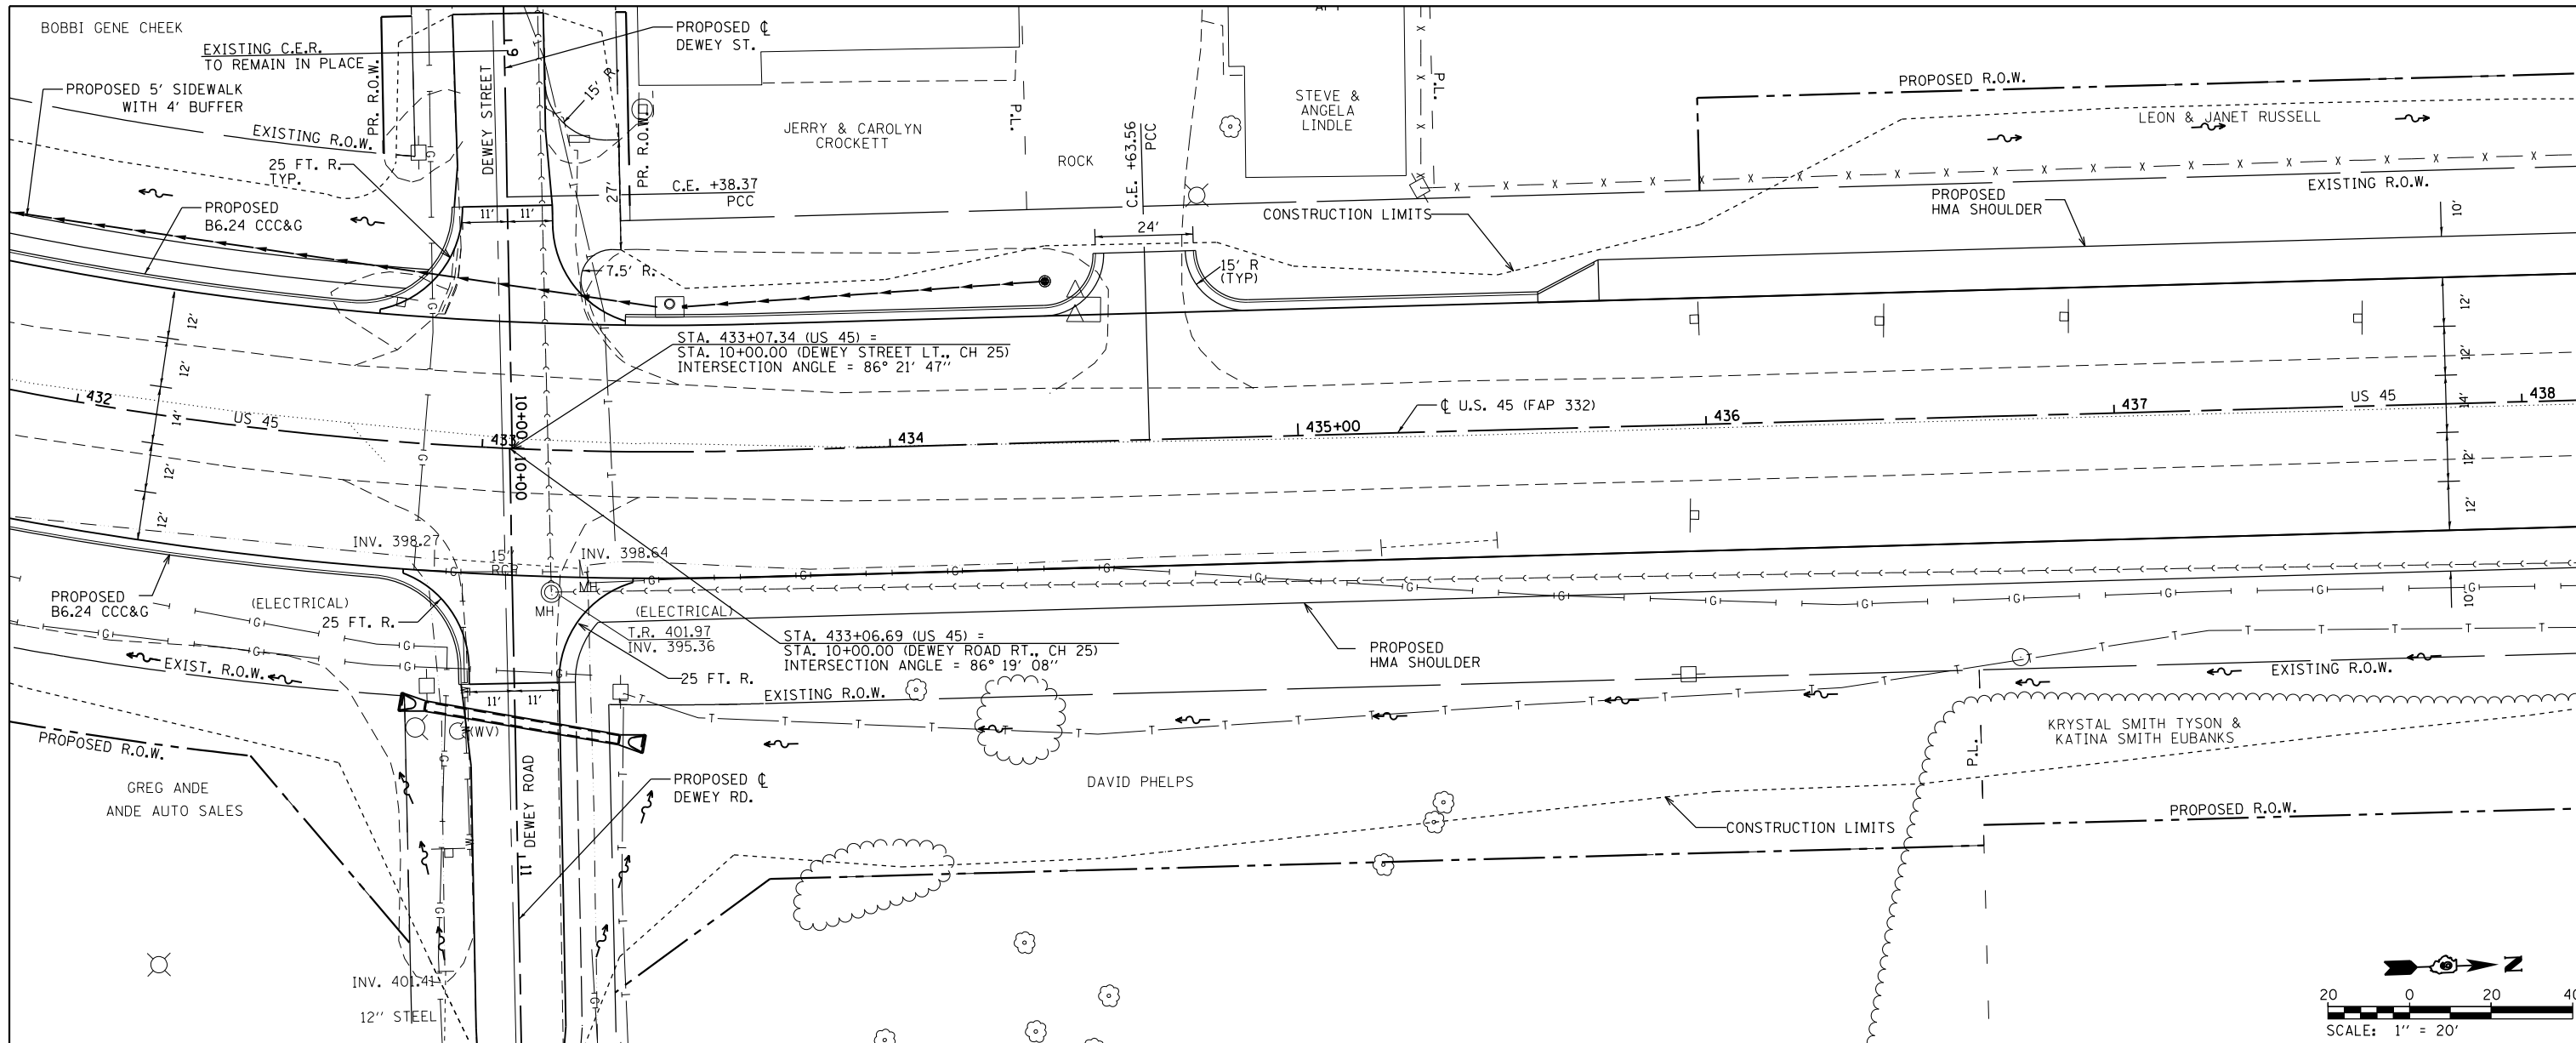 BOBBI GENE CHEEK
EXISTING C.E.R.
TO REMAIN IN PLACE
PROPOSED 5' SIDEWALK
WITH 4' BUFFER
EXISTING R.O.W.
PR. R.O.W.
25 FT. R.
TYP.
PROPOSED
B6.24 CCC&G
DEWEY STREET
9
PROPOSED ℄
DEWEY ST.
15' R.
PR. R.O.W.
27'
C.E. +38.37
PCC
11'
11'
7.5' R.
JERRY & CAROLYN
CROCKETT
P.L.
ROCK
C.E. +63.56
PCC
24'
15' R
(TYP)
STEVE &
ANGELA
LINDLE
P.L.
X X X X X X
CONSTRUCTION LIMITS
PROPOSED R.O.W.
LEON & JANET RUSSELL
EXISTING R.O.W.
PROPOSED
HMA SHOULDER
10'
STA. 433+07.34 (US 45) =
STA. 10+00.00 (DEWEY STREET LT., CH 25)
INTERSECTION ANGLE = 86° 21' 47''
12'
12'
14'
12'
12'
432
US 45
433
10+00
10+00
434
435+00
℄ U.S. 45 (FAP 332)
436
437
US 45
438
12'
12'
14'
12'
12'
INV. 398.27
15''
RCP
INV. 398.64
MH
MH
(ELECTRICAL)
(ELECTRICAL)
T.R. 401.97
INV. 395.36
PROPOSED
B6.24 CCC&G
25 FT. R.
STA. 433+06.69 (US 45) =
STA. 10+00.00 (DEWEY ROAD RT., CH 25)
INTERSECTION ANGLE = 86° 19' 08''
25 FT. R.
PROPOSED
HMA SHOULDER
10'
EXIST. R.O.W.
EXISTING R.O.W.
EXISTING R.O.W.
11'
11'
(WV)
PROPOSED R.O.W.
GREG ANDE
ANDE AUTO SALES
DEWEY ROAD
11
PROPOSED ℄
DEWEY RD.
DAVID PHELPS
P.L.
KRYSTAL SMITH TYSON &
KATINA SMITH EUBANKS
CONSTRUCTION LIMITS
PROPOSED R.O.W.
INV. 401.41
12'' STEEL
N
20 0 20 40
SCALE: 1'' = 20'